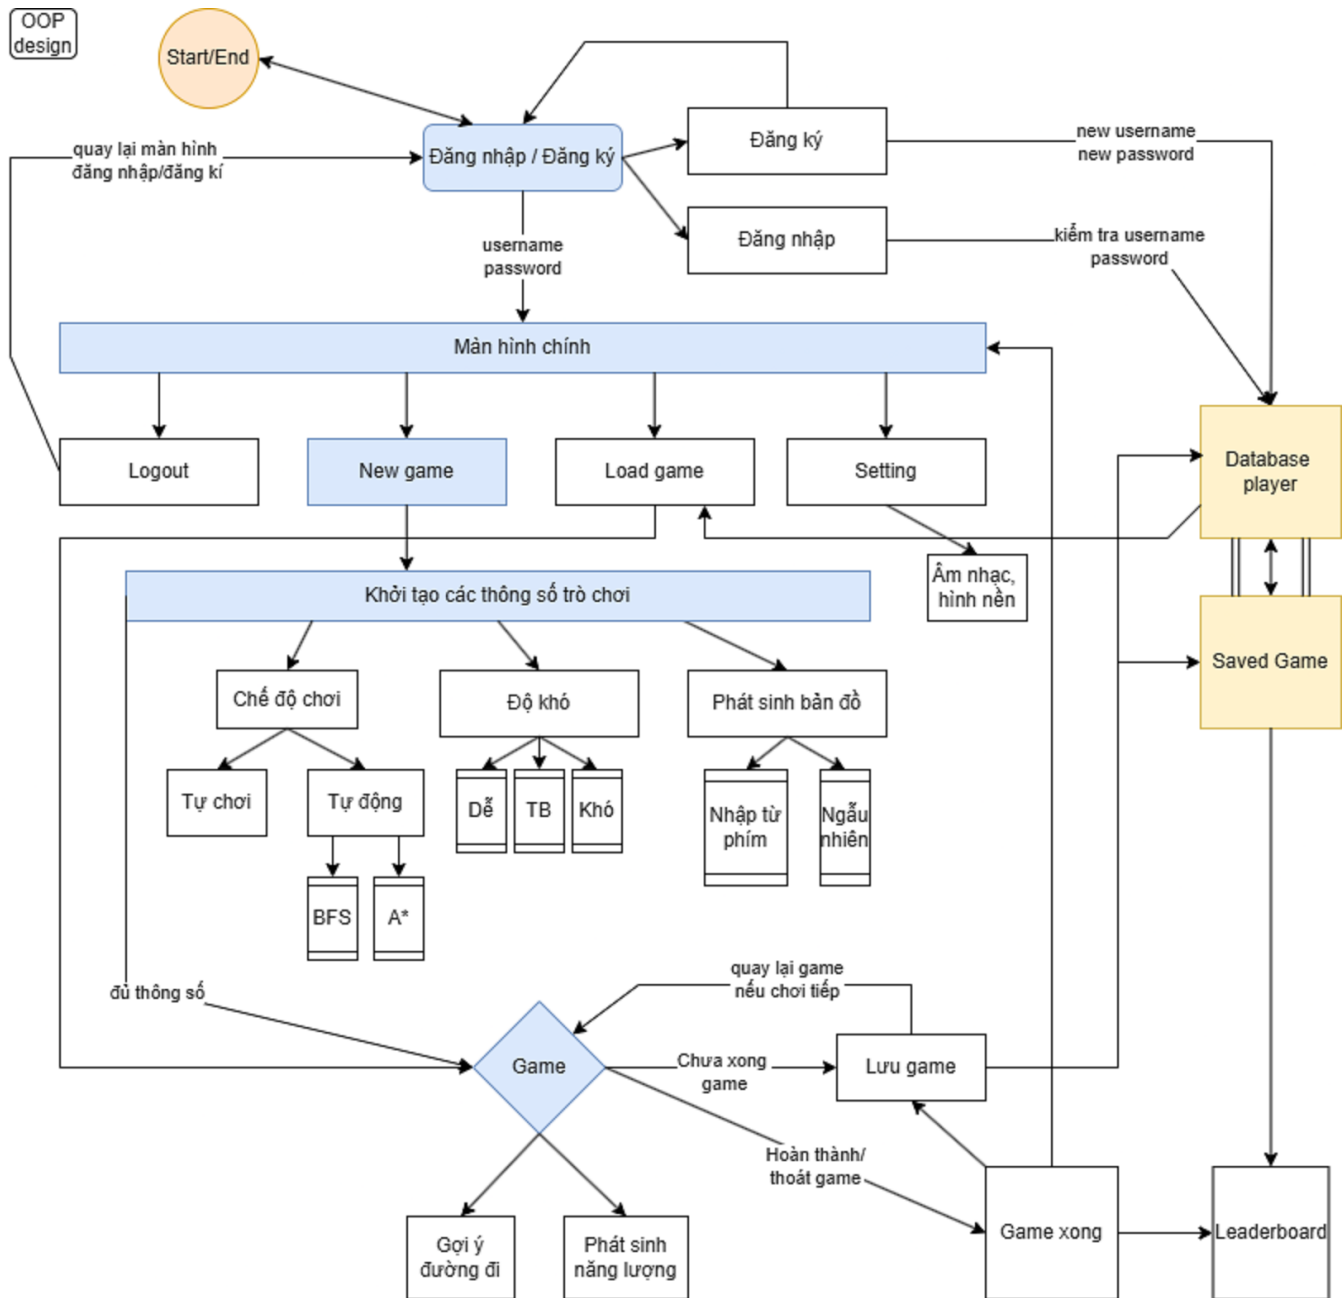 OOP
design
Start/End
Đăng nhập / Đăng ký
Đăng ký
new username
new password
quay lại màn hình
đăng nhập/đăng kí
Đăng nhập
kiểm tra username
password
username
password
Màn hình chính
Logout
New game
Load game
Setting
Database
player
Âm nhạc,
hình nền
Khởi tạo các thông số trò chơi
Saved Game
Chế độ chơi
Độ khó
Phát sinh bản đồ
Tự chơi
Tự động
Dễ
TB
Khó
Nhập từ
phím
Ngẫu
nhiên
BFS
A*
đủ thông số
quay lại game
nếu chơi tiếp
Game
Chưa xong
game
Lưu game
Hoàn thành/
thoát game
Gợi ý
đường đi
Phát sinh
năng lượng
Game xong
Leaderboard